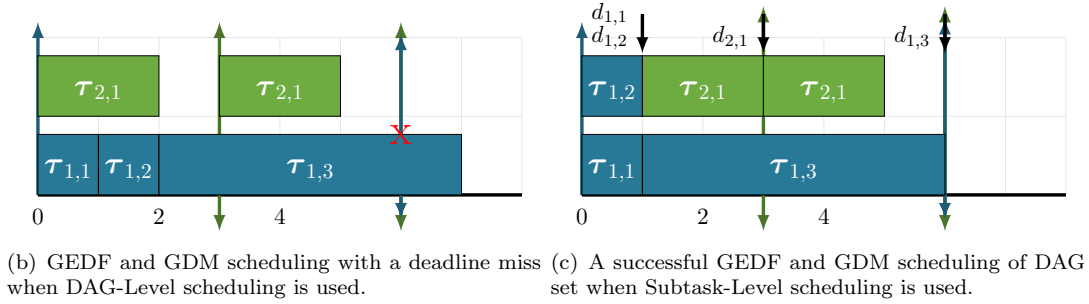 τ2,1 τ2,1
τ1,1 τ1,2 τ1,3
X
0 2 4
(b) GEDF and GDM scheduling with a deadline miss
when DAG-Level scheduling is used.
d1,1
d1,2 d2,1 d1,3
τ1,2 τ2,1 τ2,1
τ1,1 τ1,3
0 2 4
(c) A successful GEDF and GDM scheduling of DAG
set when Subtask-Level scheduling is used.